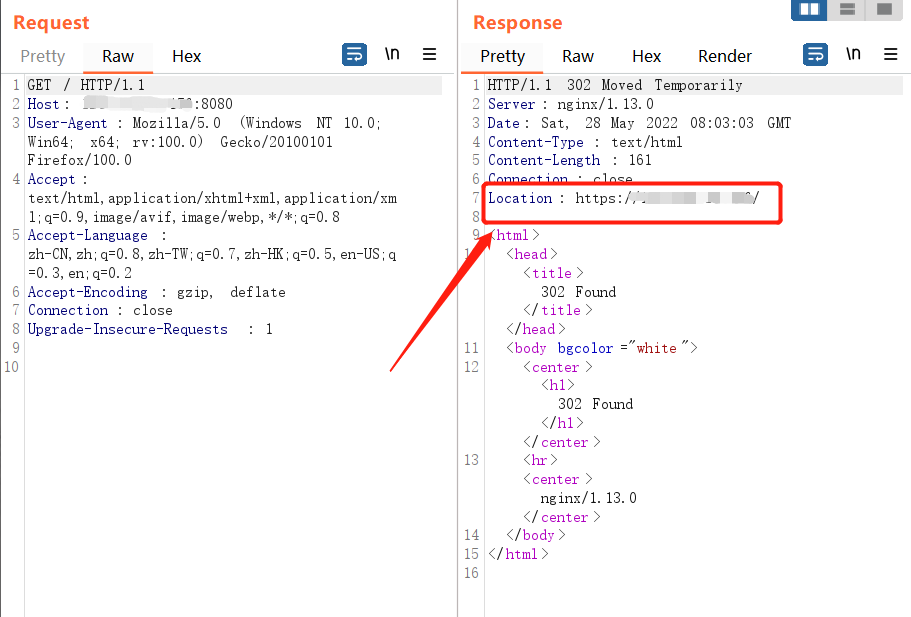 Request
Pretty Raw Hex \n
1 GET / HTTP/1.1
2 Host : :8080
3 User-Agent : Mozilla/5.0 (Windows NT 10.0;
Win64; x64; rv:100.0) Gecko/20100101
Firefox/100.0
4 Accept :
text/html,application/xhtml+xml,application/xm
l;q=0.9,image/avif,image/webp,*/*;q=0.8
5 Accept-Language :
zh-CN,zh;q=0.8,zh-TW;q=0.7,zh-HK;q=0.5,en-US;q
=0.3,en;q=0.2
6 Accept-Encoding : gzip, deflate
7 Connection : close
8 Upgrade-Insecure-Requests : 1
9
10
Response
Pretty Raw Hex Render \n
1 HTTP/1.1 302 Moved Temporarily
2 Server : nginx/1.13.0
3 Date : Sat, 28 May 2022 08:03:03 GMT
4 Content-Type : text/html
5 Content-Length : 161
6 Connection : close
7 Location : https:// /
8
9 <html >
10 <head >
<title >
302 Found
</title >
</head >
11 <body bgcolor ="white ">
12 <center >
<h1>
302 Found
</h1>
</center >
13 <hr >
<center >
nginx/1.13.0
</center >
14 </body >
15 </html >
16